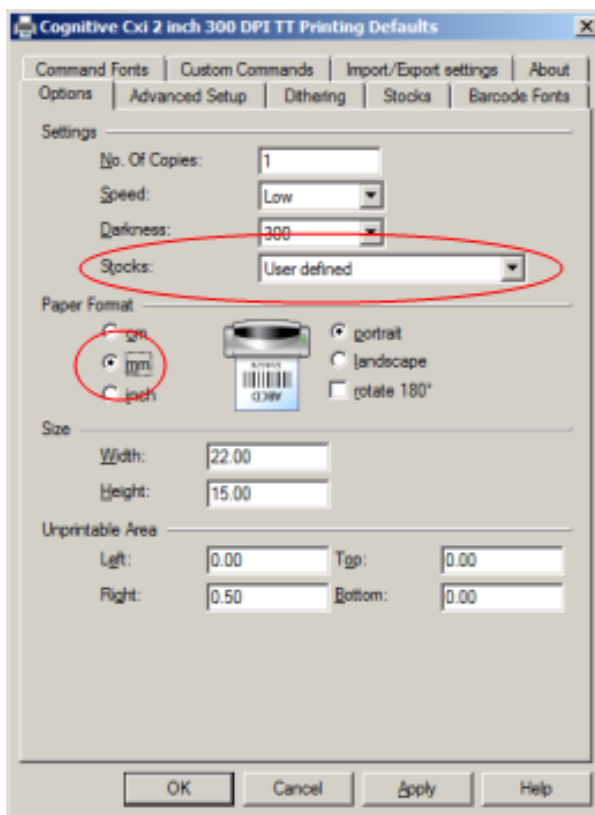 Cognitive Cxi 2 inch 300 DPI TT Printing Defaults
Command Fonts Custom Commands Import/Export settings About
Options Advanced Setup Dithering Stocks Barcode Fonts
Settings
No. Of Copies: 1
Speed: Low
Darkness: 300
Stocks: User defined
Paper Format
cm portrait
mm landscape
inch rotate 180°
ABCD
Size
Width: 22.00
Height: 15.00
Unprintable Area
Left: 0.00 Top: 0.00
Right: 0.50 Bottom: 0.00
OK Cancel Apply Help